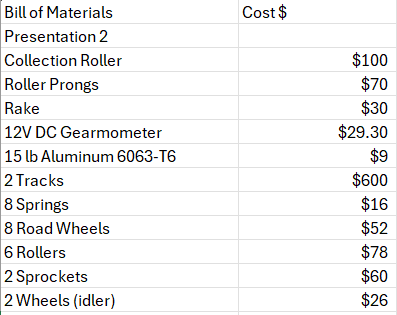 Bill of Materials Cost $
Presentation 2
Collection Roller $100
Roller Prongs $70
Rake $30
12V DC Gearmometer $29.30
15 lb Aluminum 6063-T6 $9
2 Tracks $600
8 Springs $16
8 Road Wheels $52
6 Rollers $78
2 Sprockets $60
2 Wheels (idler) $26